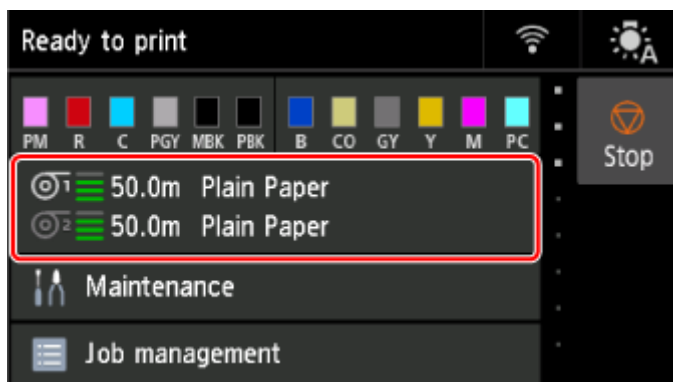 Ready to print
A
PM R C PGY MBK PBK B CO GY Y M PC
Stop
1 50.0m Plain Paper
2 50.0m Plain Paper
Maintenance
Job management